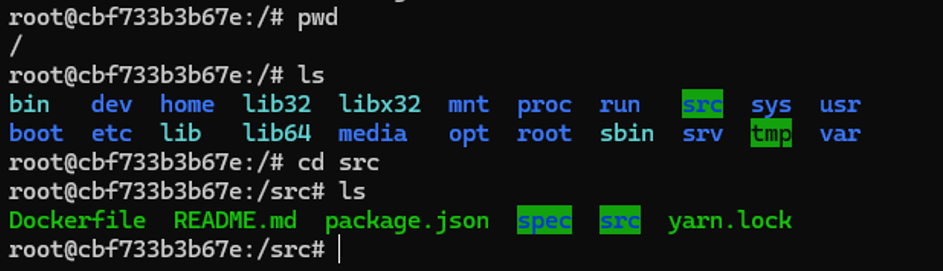 root@cbf733b3b67e:/# pwd
/
root@cbf733b3b67e:/# ls
bin dev home lib32 libx32 mnt proc run src sys usr
boot etc lib lib64 media opt root sbin srv tmp var
root@cbf733b3b67e:/# cd src
root@cbf733b3b67e:/src# ls
Dockerfile README.md package.json spec src yarn.lock
root@cbf733b3b67e:/src#